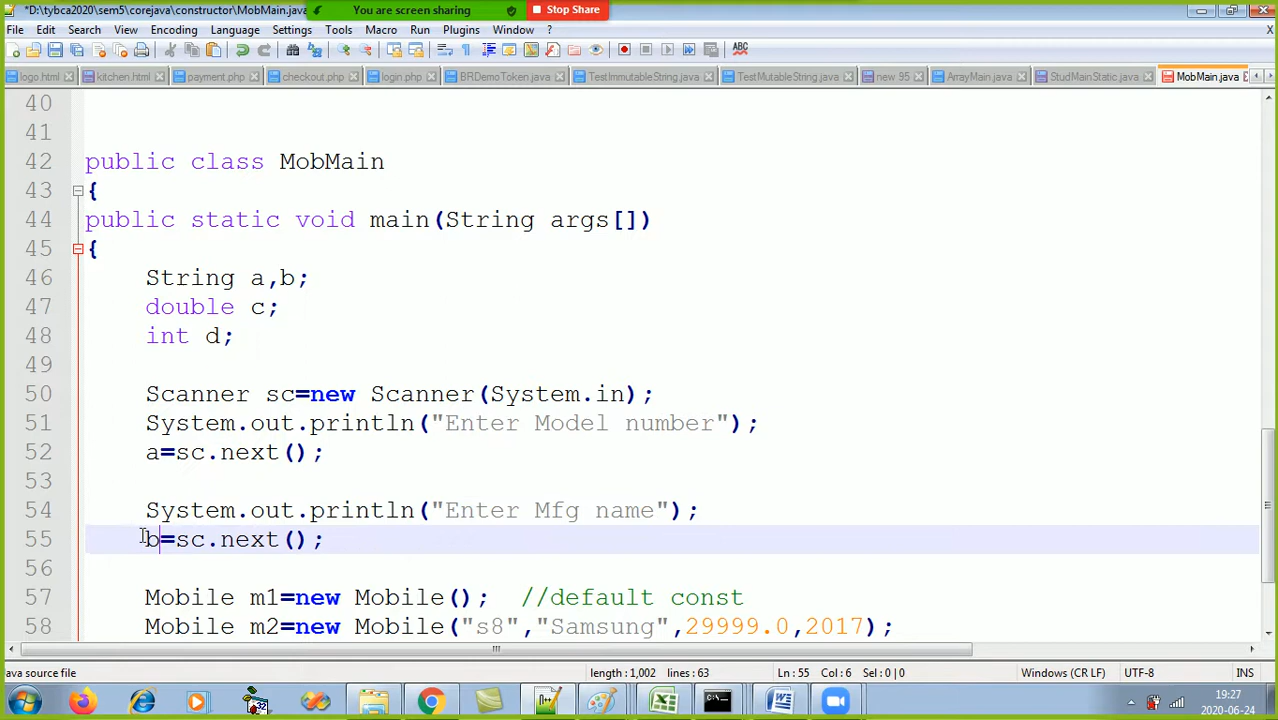 *D:\tybca2020\sem5\corejava\constructor\MobMain.java
You are screen sharing
Stop Share
File Edit Search View Encoding Language Settings Tools Macro Run Plugins Window ? X
logo.html kitchen.html payment.php checkout.php login.php BRDemoToken.java TestImmutableString.java TestMutableString.java new 95 ArrayMain.java StudMainStatic.java MobMain.java
40
41
42 public class MobMain
43 {
44 public static void main(String args[])
45 {
46 String a,b;
47 double c;
48 int d;
49
50 Scanner sc=new Scanner(System.in);
51 System.out.println("Enter Model number");
52 a=sc.next();
53
54 System.out.println("Enter Mfg name");
55 b=sc.next();
56
57 Mobile m1=new Mobile(); //default const
58 Mobile m2=new Mobile("s8","Samsung",29999.0,2017);
ava source file length : 1,002 lines : 63 Ln : 55 Col : 6 Sel : 0 | 0 Windows (CR LF) UTF-8 INS
19:27
2020-06-24